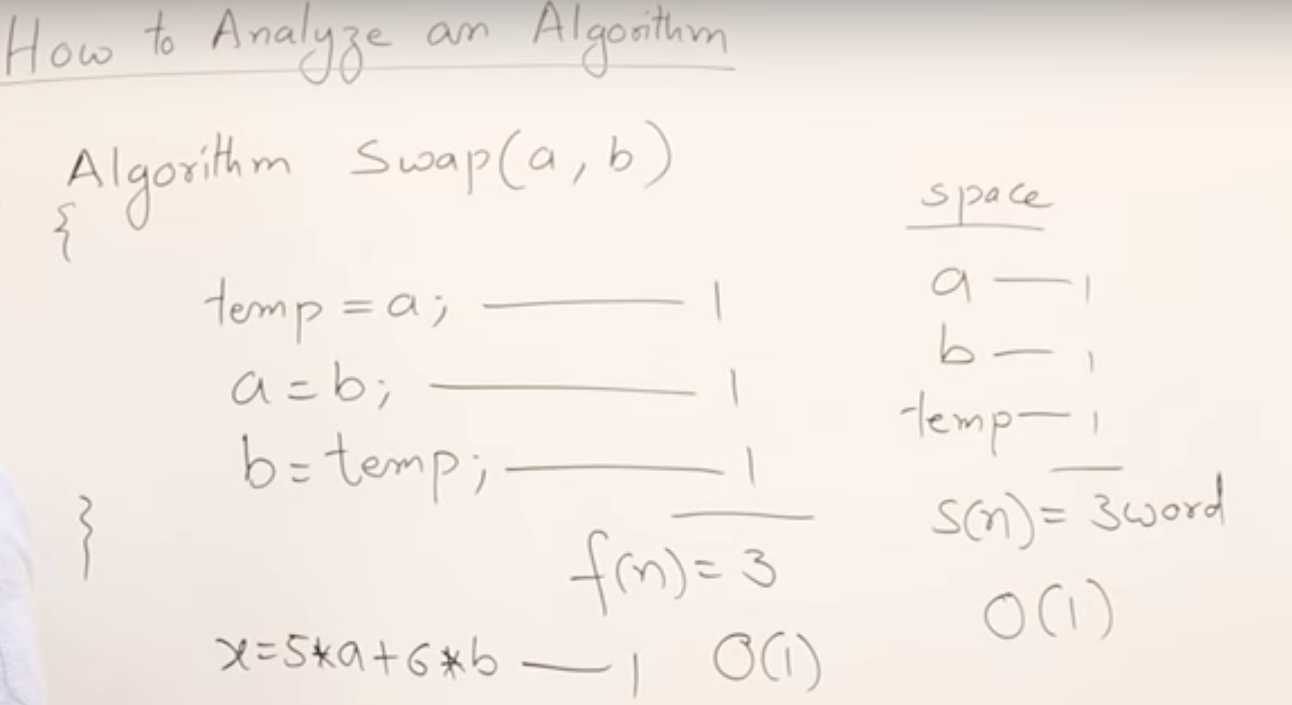 How to Analyze an Algorithm
Algorithm Swap(a, b)
{
temp = a; — 1
a = b; — 1
b = temp; — 1
}
f(n) = 3
x = 5*a + 6*b — 1 O(1)
space
a — 1
b — 1
temp — 1
S(n) = 3 word
O(1)